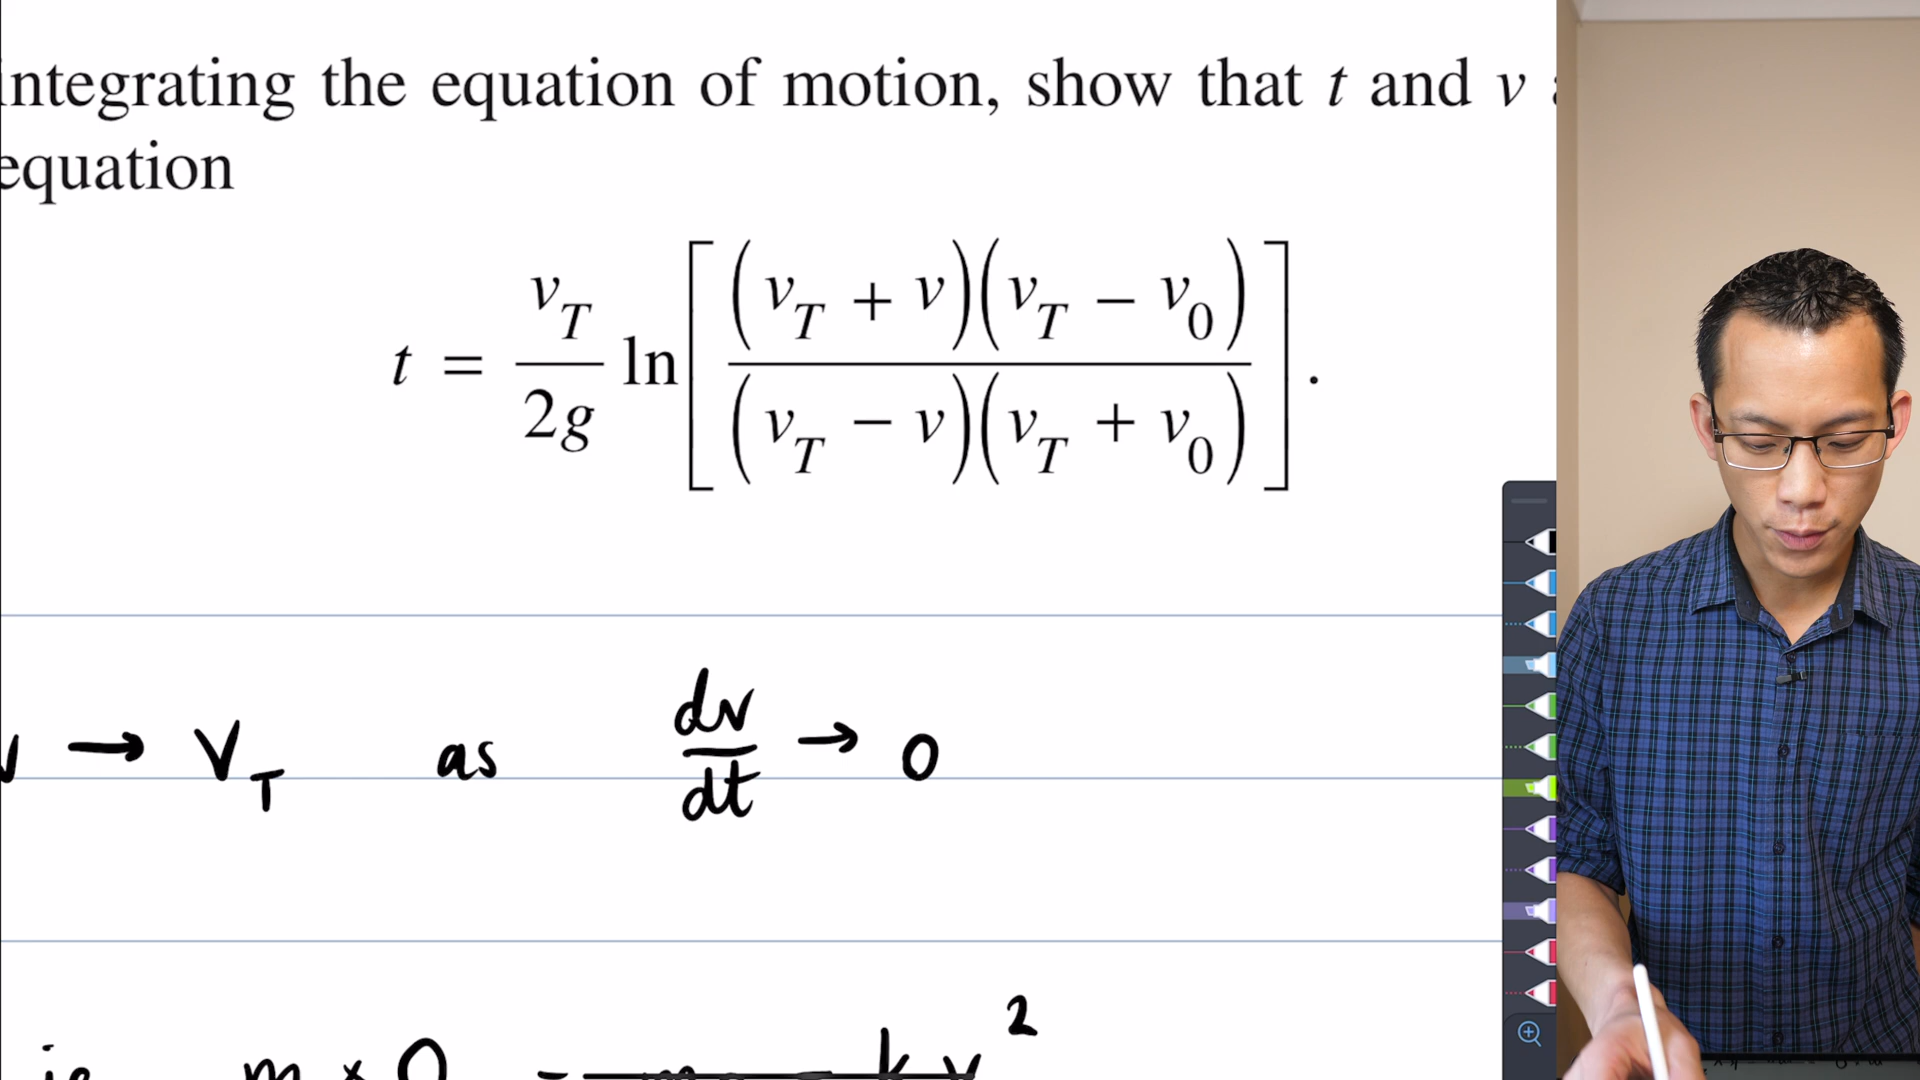 integrating the equation of motion, show that t and v
equation
t = v_T/2g ln[(v_T + v)(v_T − v_0)/(v_T − v)(v_T + v_0)].
v → V_T as dv/dt → 0
ie m × 0 =